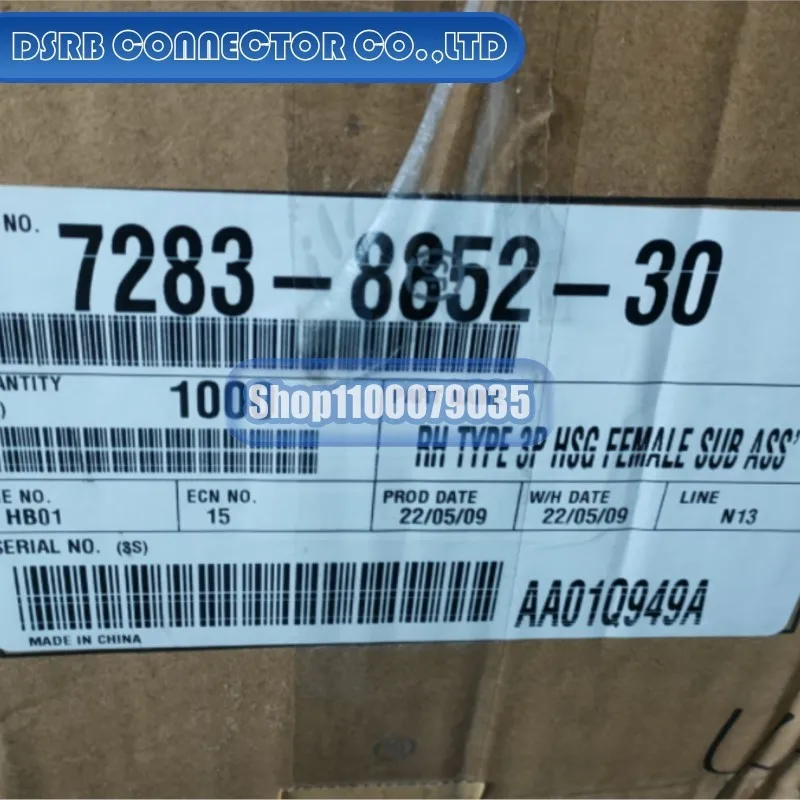 DSRB CONNECTOR CO.,LTD
NO. 7283-8852-30
ANTITY 100
Shop1100079035
) RH TYPE 3P HSG FEMALE SUB ASS'
E NO. ECN NO. PROD DATE W/H DATE LINE
HB01 15 22/05/09 22/05/09 N13
SERIAL NO. (3S)
AA01Q949A
MADE IN CHINA